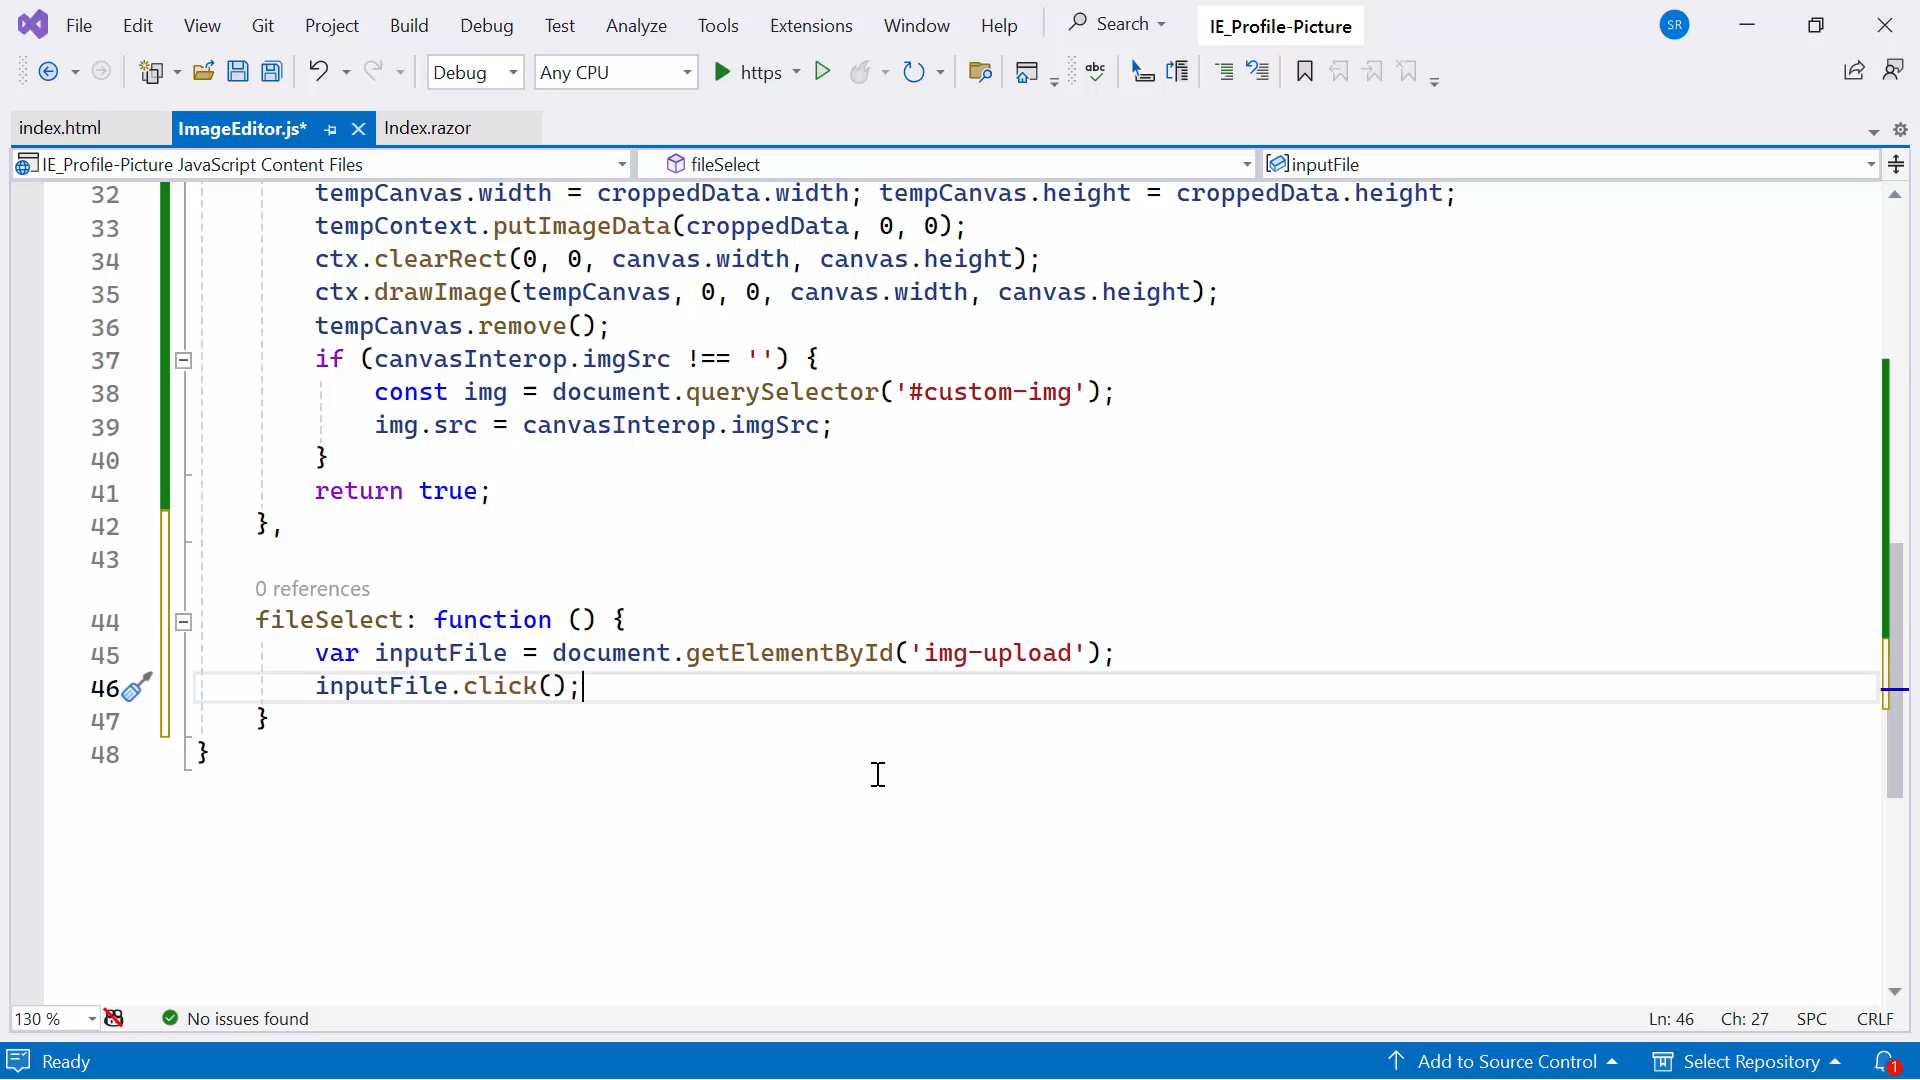 File Edit View Git Project Build Debug Test Analyze Tools Extensions Window Help Search IE_Profile-Picture SR
Debug Any CPU https abc
index.html ImageEditor.js* Index.razor
IE_Profile-Picture JavaScript Content Files fileSelect inputFile
32 tempCanvas.width = croppedData.width; tempCanvas.height = croppedData.height;
33 tempContext.putImageData(croppedData, 0, 0);
34 ctx.clearRect(0, 0, canvas.width, canvas.height);
35 ctx.drawImage(tempCanvas, 0, 0, canvas.width, canvas.height);
36 tempCanvas.remove();
37 if (canvasInterop.imgSrc !== '') {
38 const img = document.querySelector('#custom-img');
39 img.src = canvasInterop.imgSrc;
40 }
41 return true;
42 },
43
0 references
44 fileSelect: function () {
45 var inputFile = document.getElementById('img-upload');
46 inputFile.click();
47 }
48 }
130 % No issues found Ln: 46 Ch: 27 SPC CRLF
Ready Add to Source Control Select Repository 1